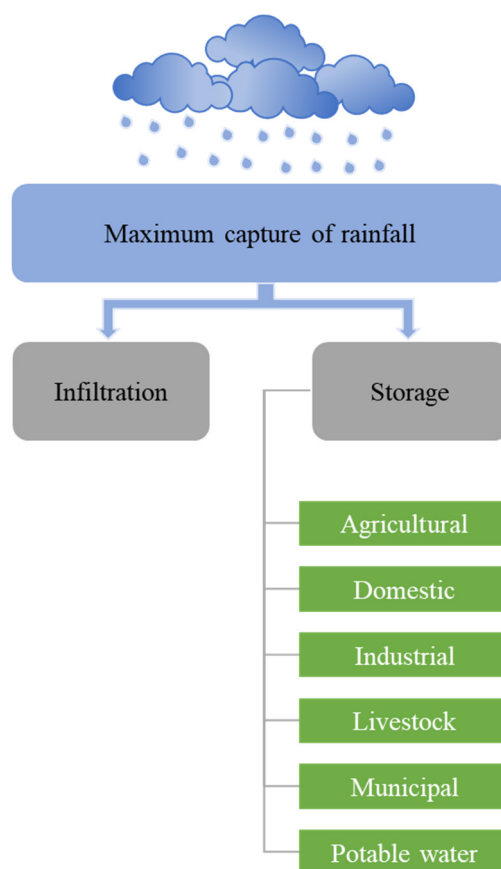 Maximum capture of rainfall
Infiltration
Storage
Agricultural
Domestic
Industrial
Livestock
Municipal
Potable water